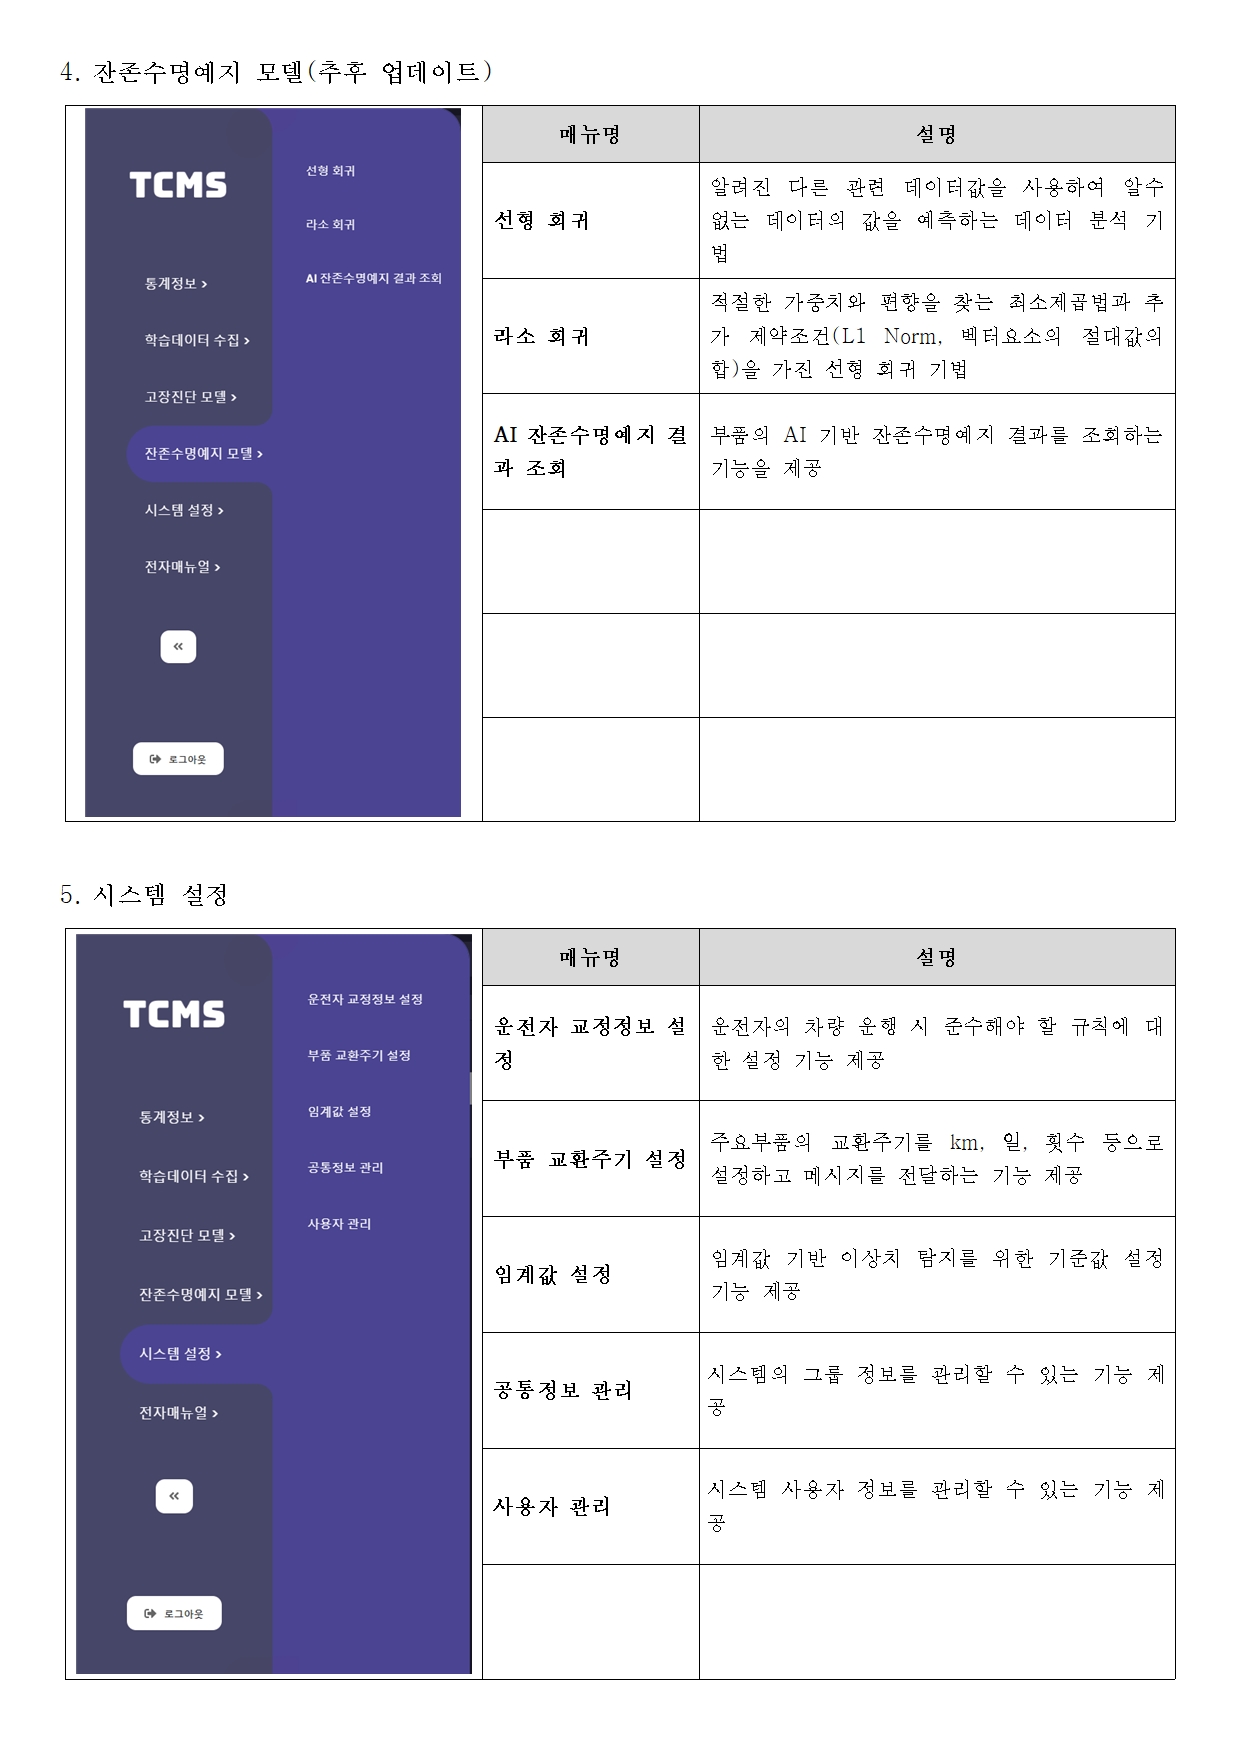 4. 잔존수명예지 모델(추후 업데이트)
TCMS
통계정보 >
학습데이터 수집 >
고장진단 모델 >
잔존수명예지 모델 >
시스템 설정 >
전자매뉴얼 >
«
로그아웃
선형 회귀
라소 회귀
AI 잔존수명예지 결과 조회
메뉴명 설명
선형 회귀
알려진 다른 관련 데이터값을 사용하여 알수
없는 데이터의 값을 예측하는 데이터 분석 기
법
라소 회귀
적절한 가중치와 편향을 찾는 최소제곱법과 추
가 제약조건(L1 Norm, 벡터요소의 절대값의
합)을 가진 선형 회귀 기법
AI 잔존수명예지 결
과 조회
부품의 AI 기반 잔존수명예지 결과를 조회하는
기능을 제공
5. 시스템 설정
TCMS
통계정보 >
학습데이터 수집 >
고장진단 모델 >
잔존수명예지 모델 >
시스템 설정 >
전자매뉴얼 >
«
로그아웃
운전자 교정정보 설정
부품 교환주기 설정
임계값 설정
공통정보 관리
사용자 관리
메뉴명 설명
운전자 교정정보 설
정
운전자의 차량 운행 시 준수해야 할 규칙에 대
한 설정 기능 제공
부품 교환주기 설정
주요부품의 교환주기를 km, 일, 횟수 등으로
설정하고 메시지를 전달하는 기능 제공
임계값 설정
임계값 기반 이상치 탐지를 위한 기준값 설정
기능 제공
공통정보 관리
시스템의 그룹 정보를 관리할 수 있는 기능 제
공
사용자 관리
시스템 사용자 정보를 관리할 수 있는 기능 제
공